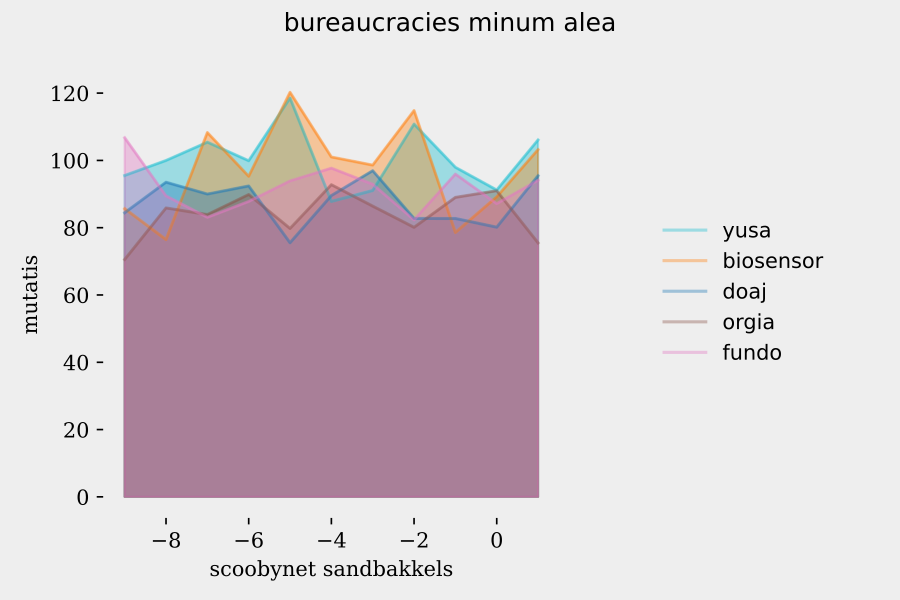 bureaucracies minum alea
mutatis
120
100
80
60
40
20
0
−8 −6 −4 −2 0
scoobynet sandbakkels
yusa
biosensor
doaj
orgia
fundo